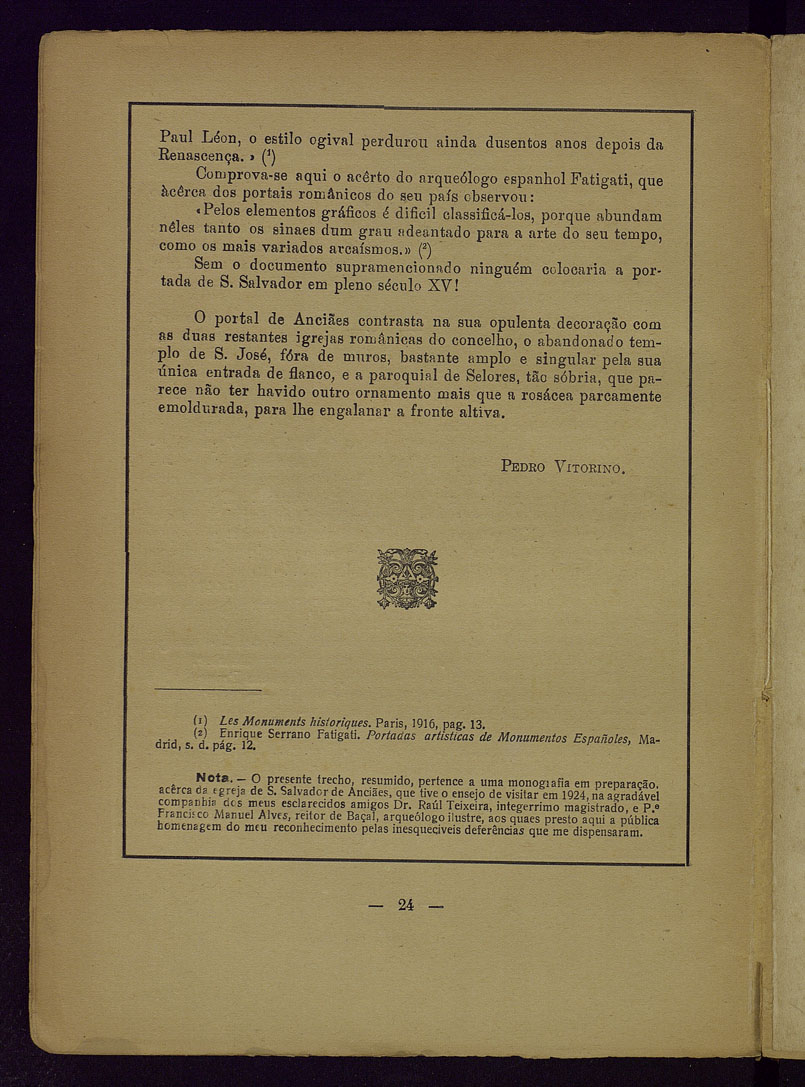 Paul Léon, o estilo ogival perdurou ainda dusentos anos depois da
Renascença. » (¹)
Comprova-se aqui o acêrto do arqueólogo espanhol Fatigati, que
àcêrca dos portais românicos do seu país observou:
«Pelos elementos gráficos é dificil classificá-los, porque abundam
nêles tanto os sinaes dum grau adeantado para a arte do seu tempo,
como os mais variados arcaísmos.» (²)
Sem o documento supramencionado ninguém colocaria a por-
tada de S. Salvador em pleno século XV!
O portal de Anciães contrasta na sua opulenta decoração com
as duas restantes igrejas românicas do concelho, o abandonado tem-
plo de S. José, fóra de muros, bastante amplo e singular pela sua
única entrada de flanco, e a paroquial de Selores, tão sóbria, que pa-
rece não ter havido outro ornamento mais que a rosácea parcamente
emoldurada, para lhe engalanar a fronte altiva.
PEDRO VITORINO.
(1) Les Monuments historiques. Paris, 1916, pag. 13.
(2) Enrique Serrano Fatigati. Portadas artisticas de Monumentos Españoles, Ma-
drid, s. d. pág. 12.
Nota. — O presente trecho, resumido, pertence a uma monografia em preparação,
acêrca da egreja de S. Salvador de Anciães, que tive o ensejo de visitar em 1924, na agradável
companhia dos meus esclarecidos amigos Dr. Raúl Teixeira, integerrimo magistrado, e P.e
Francisco Manuel Alves, reitor de Baçal, arqueólogo ilustre, aos quaes presto aqui a pública
homenagem do meu reconhecimento pelas inesqueciveis deferências que me dispensaram.
— 24 —